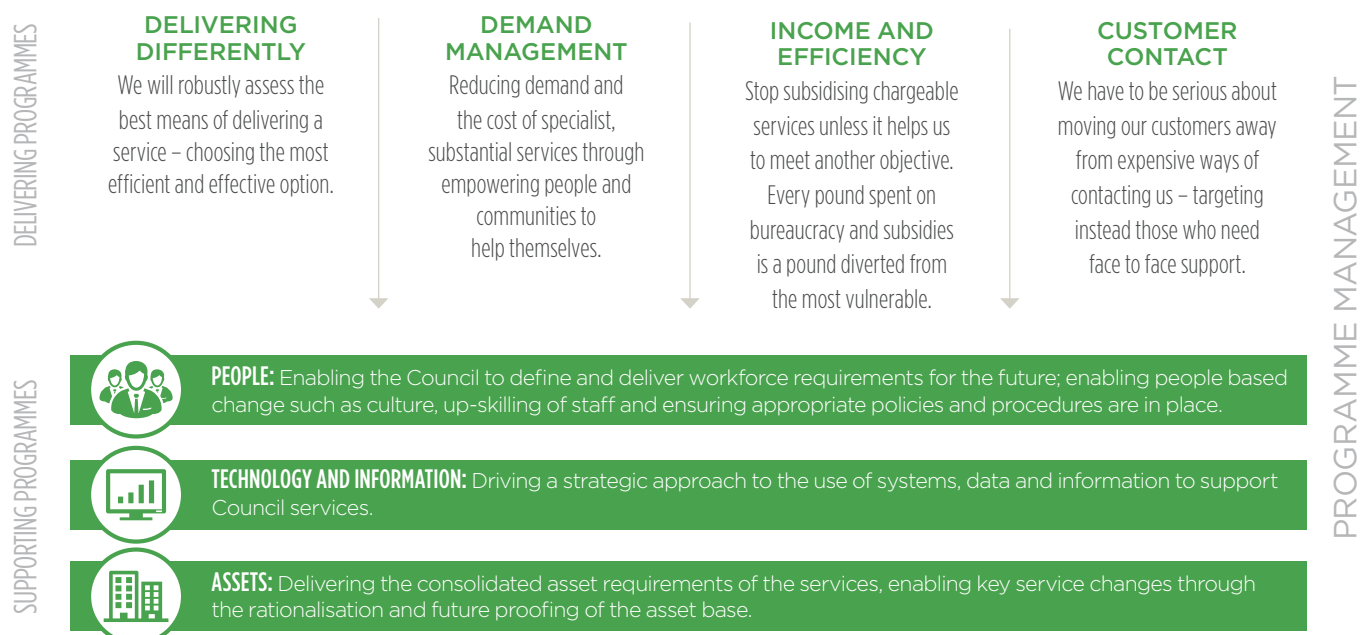 DELIVERING PROGRAMMES
DELIVERING
DIFFERENTLY
We will robustly assess the
best means of delivering a
service – choosing the most
efficient and effective option.
DEMAND
MANAGEMENT
Reducing demand and
the cost of specialist,
substantial services through
empowering people and
communities to
help themselves.
INCOME AND
EFFICIENCY
Stop subsidising chargeable
services unless it helps us
to meet another objective.
Every pound spent on
bureaucracy and subsidies
is a pound diverted from
the most vulnerable.
CUSTOMER
CONTACT
We have to be serious about
moving our customers away
from expensive ways of
contacting us – targeting
instead those who need
face to face support.
PROGRAMME MANAGEMENT
SUPPORTING PROGRAMMES
PEOPLE: Enabling the Council to define and deliver workforce requirements for the future; enabling people based
change such as culture, up-skilling of staff and ensuring appropriate policies and procedures are in place.
TECHNOLOGY AND INFORMATION: Driving a strategic approach to the use of systems, data and information to support
Council services.
ASSETS: Delivering the consolidated asset requirements of the services, enabling key service changes through
the rationalisation and future proofing of the asset base.